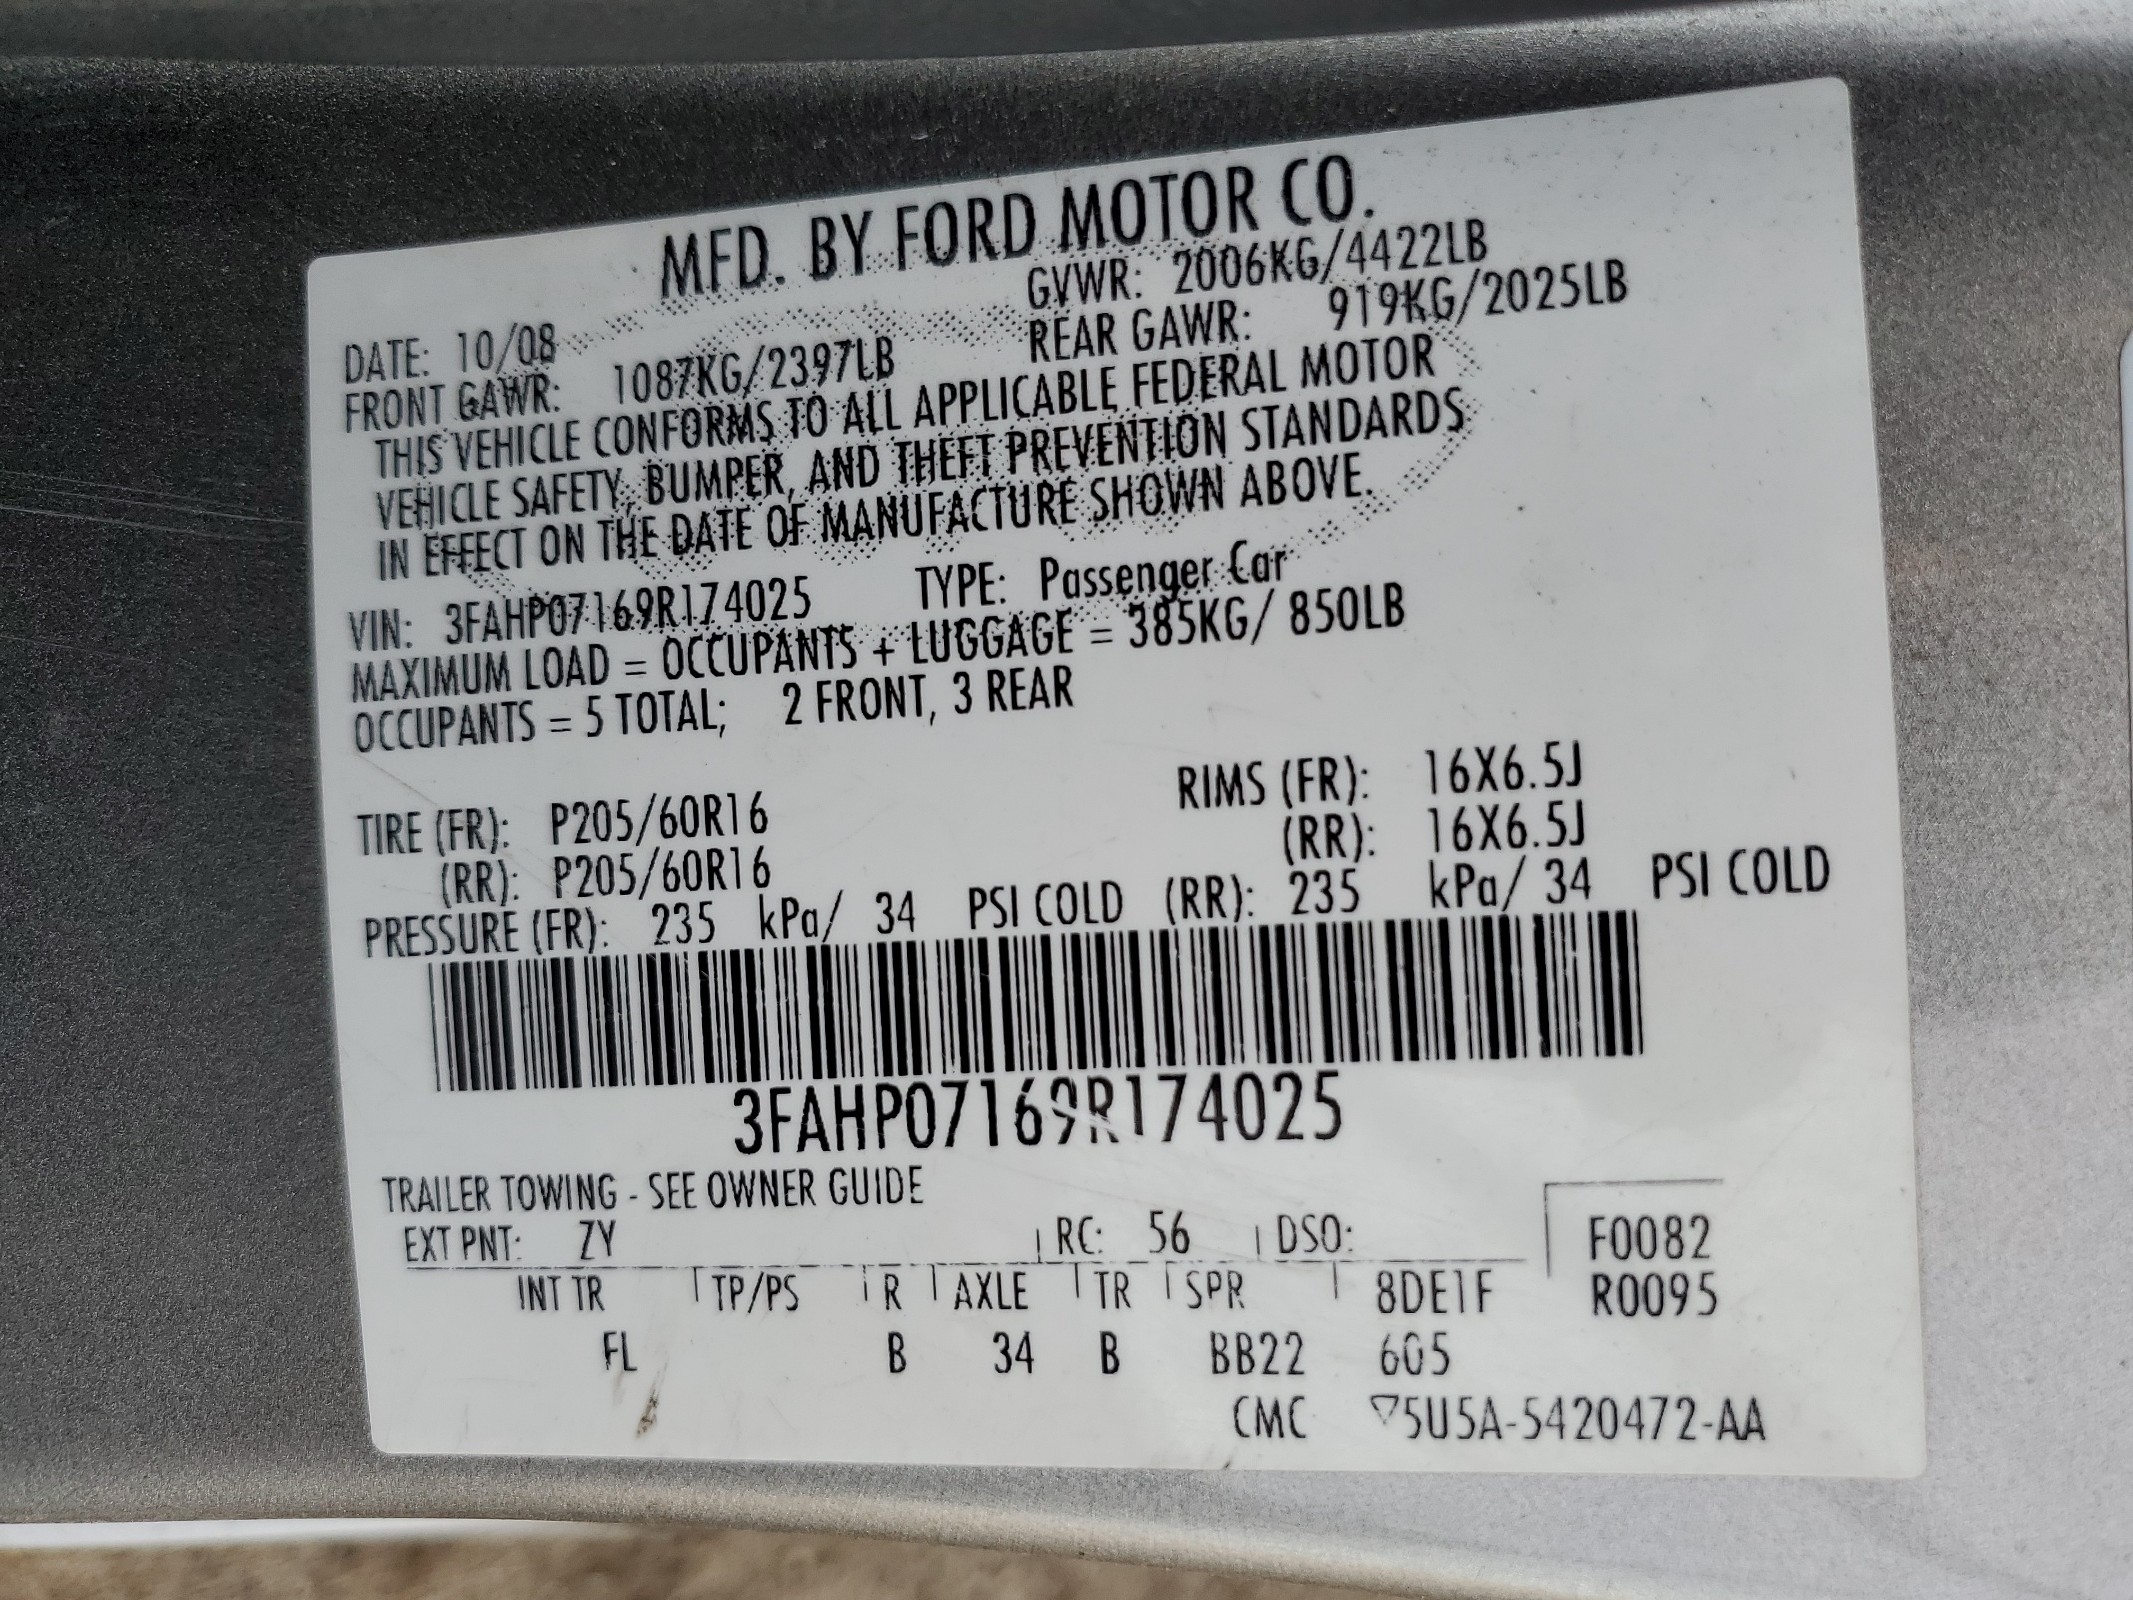 MFD. BY FORD MOTOR CO.
DATE: 10/08 GVWR: 2006KG/4422LB
FRONT GAWR: 1087KG/2397LB REAR GAWR: 919KG/2025LB
THIS VEHICLE CONFORMS TO ALL APPLICABLE FEDERAL MOTOR
VEHICLE SAFETY, BUMPER, AND THEFT PREVENTION STANDARDS
IN EFFECT ON THE DATE OF MANUFACTURE SHOWN ABOVE.
VIN: 3FAHP07169R174025 TYPE: Passenger Car
MAXIMUM LOAD = OCCUPANTS + LUGGAGE = 385KG/ 850LB
OCCUPANTS = 5 TOTAL; 2 FRONT, 3 REAR
TIRE (FR): P205/60R16 RIMS (FR): 16X6.5J
(RR): P205/60R16 (RR): 16X6.5J
PRESSURE (FR): 235 kPa/ 34 PSI COLD (RR): 235 kPa/ 34 PSI COLD
3FAHP07169R174025
TRAILER TOWING - SEE OWNER GUIDE
EXT PNT: ZY RC: 56 DSO: F0082
INT TR TP/PS R AXLE TR SPR 8DE1F R0095
FL B 34 B BB22 605
CMC ▽5U5A-5420472-AA